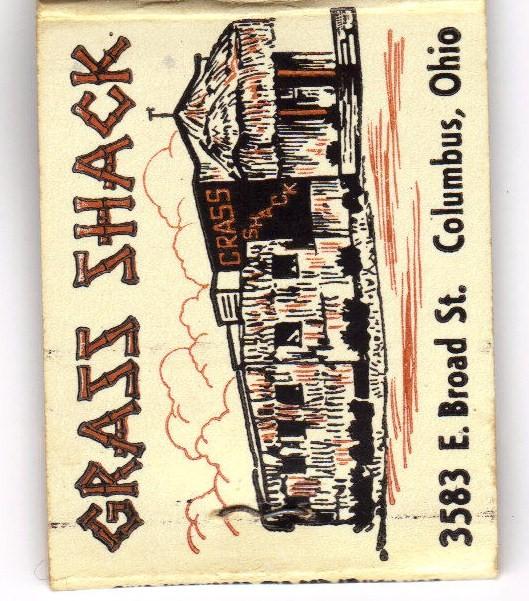 GRASS SHACK
GRASS
SHACK
3583 E. Broad St. Columbus, Ohio